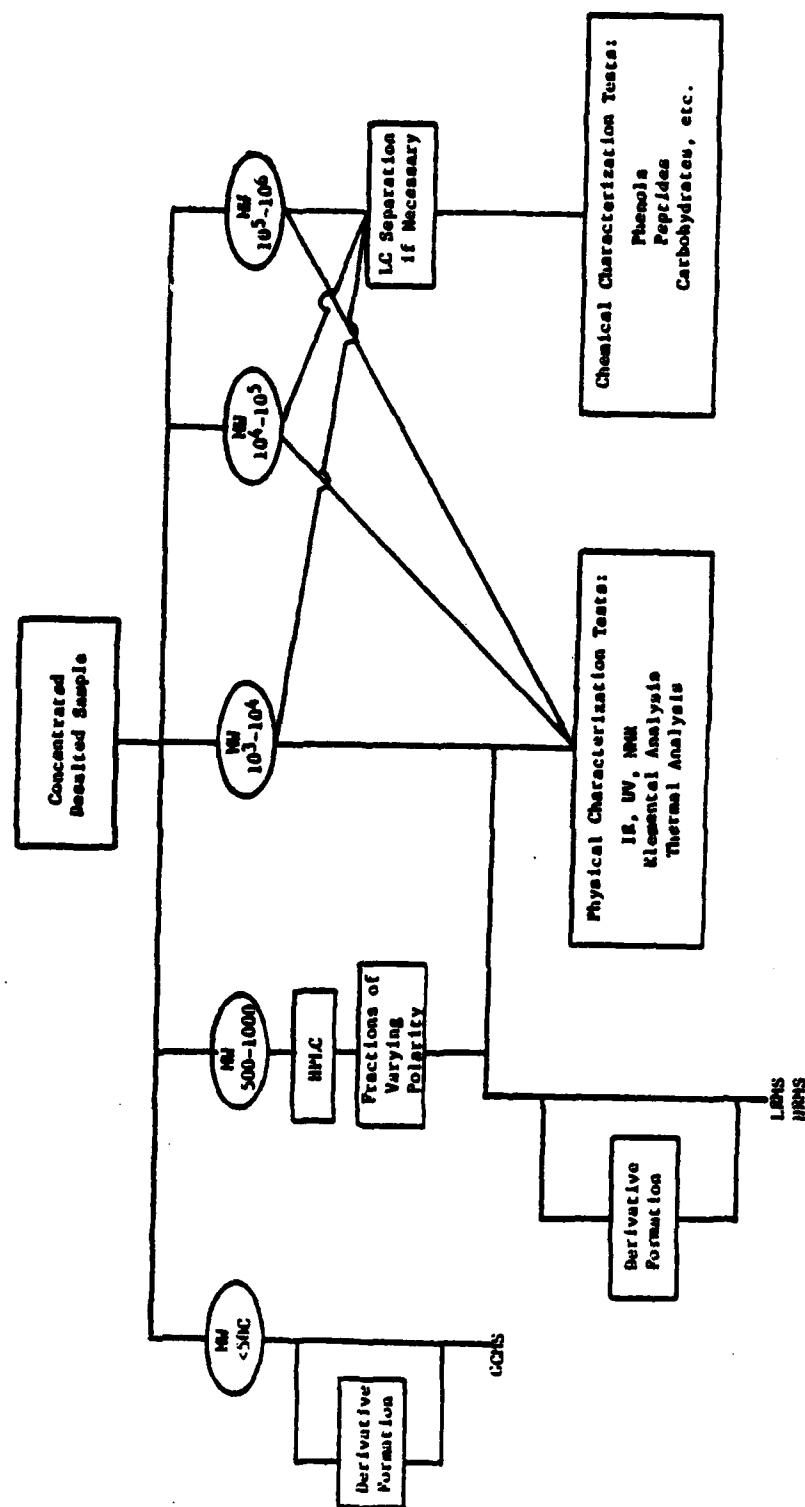 Concentrated
Desalted Sample
MW
<500
MW
500-1000
MW
10³-10⁴
MW
10⁴-10⁵
MW
10⁵-10⁶
Derivative
Formation
GCMS
HPLC
Fractions of
Varying
Polarity
Derivative
Formation
LRMS
HRMS
LC Separation
if Necessary
Physical Characterization Tests:
IR, UV, NMR
Elemental Analysis
Thermal Analysis
Chemical Characterization Tests:
Phenols
Peptides
Carbohydrates, etc.